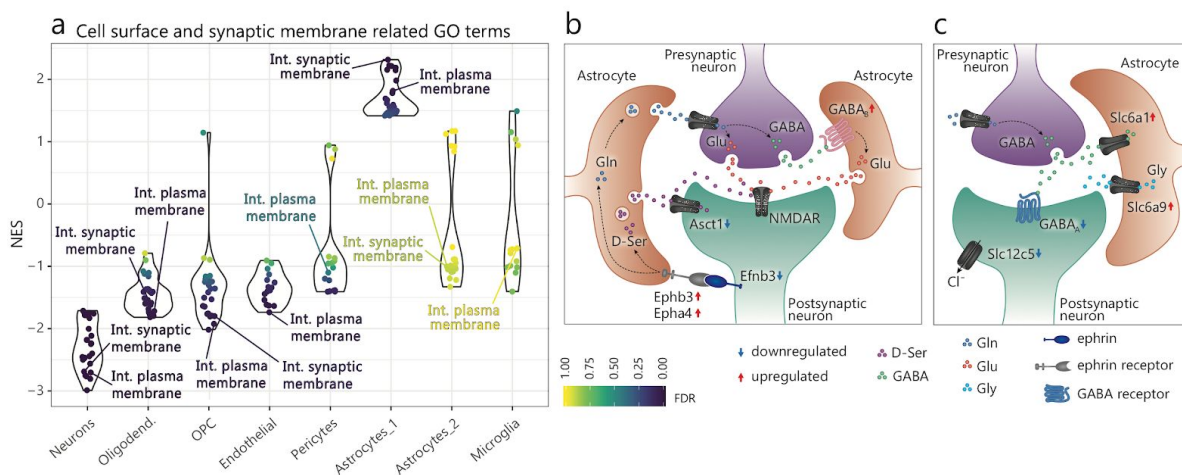 a
Cell surface and synaptic membrane related GO terms
NES
2
1
0
−1
−2
−3
Int. synaptic
membrane
Int. plasma
membrane
Int. plasma
membrane
Int. plasma
membrane
Int. synaptic
membrane
Int. plasma
membrane
Int. plasma
membrane
Int. synaptic
membrane
Int. synaptic
membrane
Int. plasma
membrane
Int. plasma
membrane
Int. synaptic
membrane
Int. plasma
membrane
Int. plasma
membrane
Neurons
Oligodend.
OPC
Endothelial
Pericytes
Astrocytes_1
Astrocytes_2
Microglia
1.00
0.75
0.50
0.25
0.00
FDR
b
Presynaptic
neuron
Astrocyte
Astrocyte
GABAB
GABA
Glu
Glu
Gln
NMDAR
Asct1
D-Ser
Efnb3
Ephb3
Epha4
Postsynaptic
neuron
downregulated
upregulated
D-Ser
GABA
c
Presynaptic
neuron
Astrocyte
Slc6a1
GABA
Gly
Slc6a9
GABAA
Slc12c5
Cl−
Postsynaptic
neuron
Gln
Glu
Gly
ephrin
ephrin receptor
GABA receptor